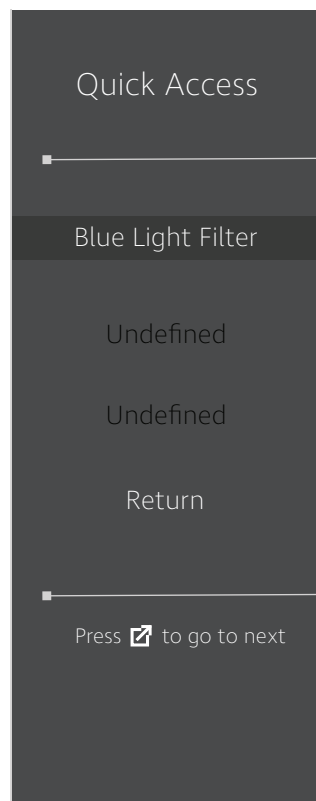 Quick Access
Blue Light Filter
Undefined
Undefined
Return
Press to go to next